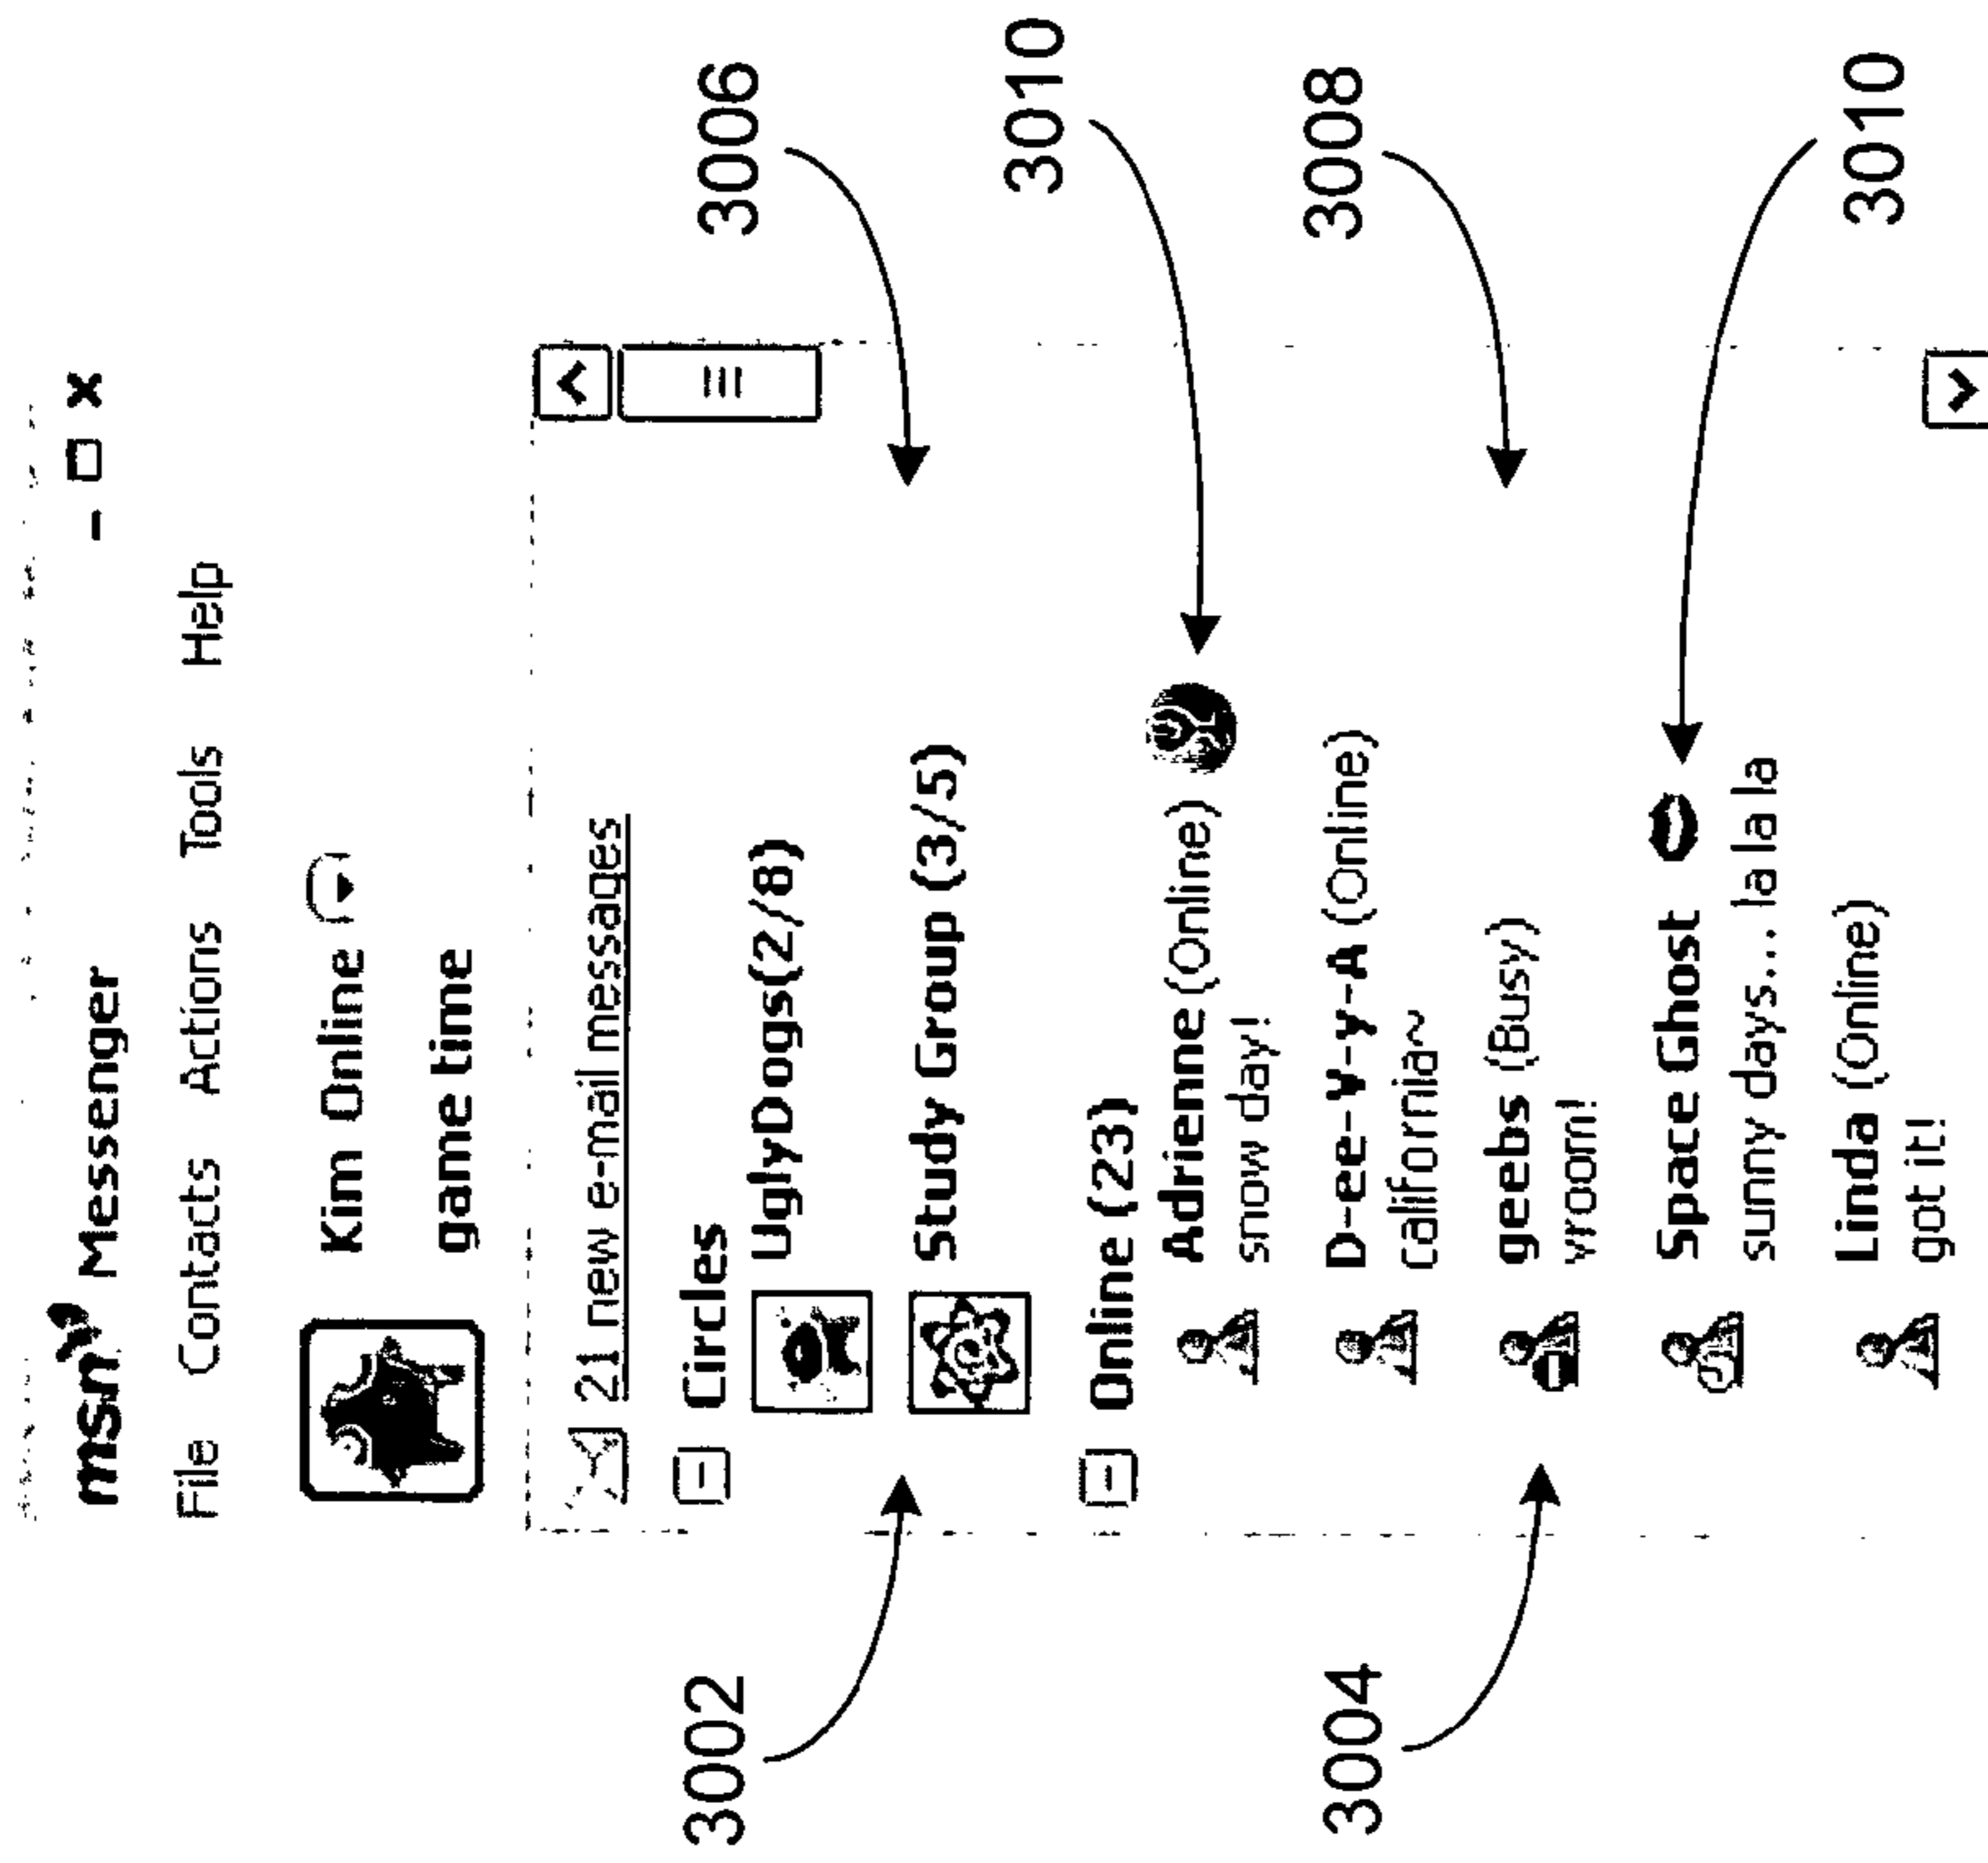 msn Messenger
File Contacts Actions Tools Help
Kim Online
game time
21 new e-mail messages
Circles
UglyDogs(2/8)
Study Group (3/5)
Online (23)
Adrienne (Online)
snow day!
D-ee-v-y-A (Online)
california~
geebs (Busy)
vroom!
Space Ghost
sunny days... la la la
Linda (Online)
got it!
3002
3004
3006
3010
3008
3010